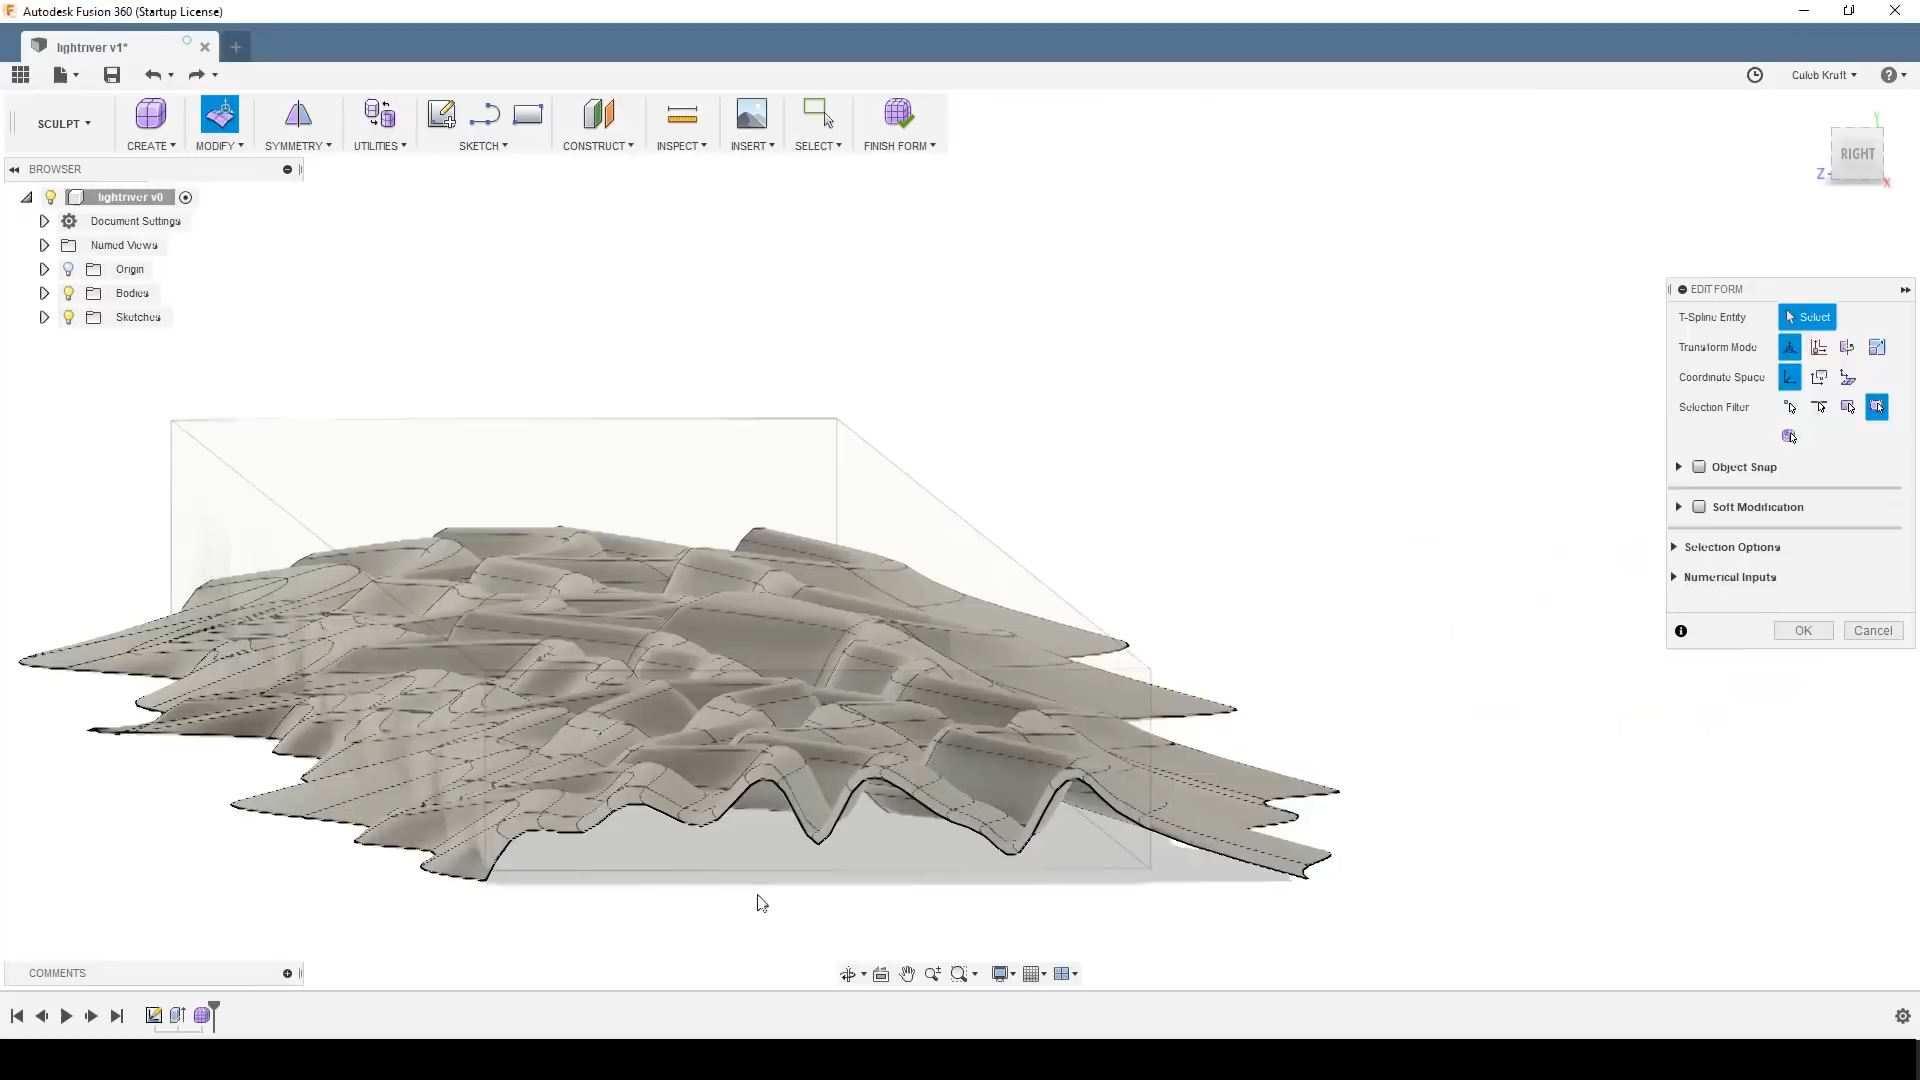 Autodesk Fusion 360 (Startup License)
lightriver v1*
Caleb Kraft
SCULPT
CREATE
MODIFY
SYMMETRY
UTILITIES
SKETCH
CONSTRUCT
INSPECT
INSERT
SELECT
FINISH FORM
Y
RIGHT
Z
X
BROWSER
lightriver v0
Document Settings
Named Views
Origin
Bodies
Sketches
EDIT FORM
T-Spline Entity
Select
Transform Mode
Coordinate Space
Selection Filter
Object Snap
Soft Modification
Selection Options
Numerical Inputs
OK
Cancel
COMMENTS